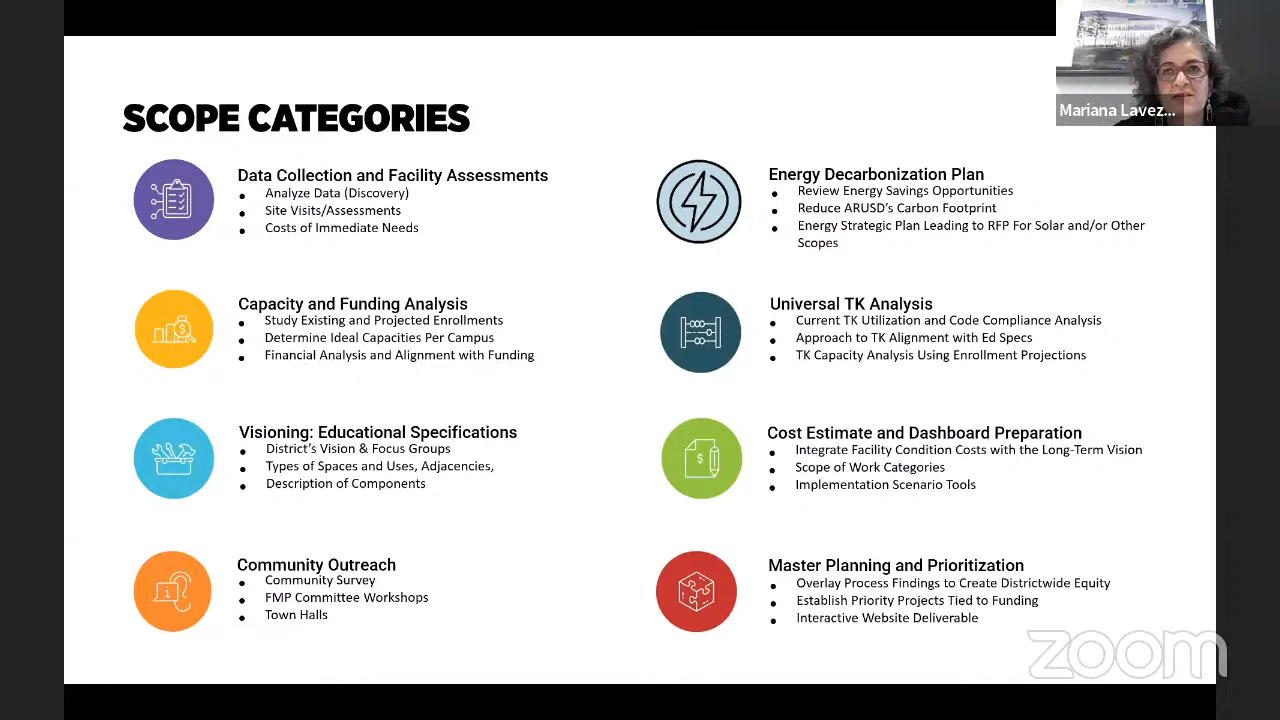 SCOPE CATEGORIES
Data Collection and Facility Assessments
● Analyze Data (Discovery)
● Site Visits/Assessments
● Costs of Immediate Needs
Capacity and Funding Analysis
● Study Existing and Projected Enrollments
● Determine Ideal Capacities Per Campus
● Financial Analysis and Alignment with Funding
Visioning: Educational Specifications
● District's Vision & Focus Groups
● Types of Spaces and Uses, Adjacencies,
● Description of Components
Community Outreach
● Community Survey
● FMP Committee Workshops
● Town Halls
Energy Decarbonization Plan
● Review Energy Savings Opportunities
● Reduce ARUSD's Carbon Footprint
● Energy Strategic Plan Leading to RFP For Solar and/or Other
Scopes
Universal TK Analysis
● Current TK Utilization and Code Compliance Analysis
● Approach to TK Alignment with Ed Specs
● TK Capacity Analysis Using Enrollment Projections
Cost Estimate and Dashboard Preparation
● Integrate Facility Condition Costs with the Long-Term Vision
● Scope of Work Categories
● Implementation Scenario Tools
Master Planning and Prioritization
● Overlay Process Findings to Create Districtwide Equity
● Establish Priority Projects Tied to Funding
● Interactive Website Deliverable
Mariana Lavez...
zoom